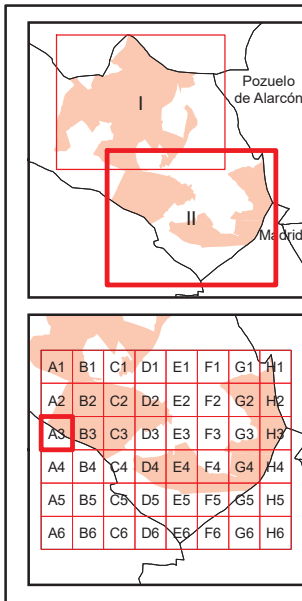 I
Pozuelo
de Alarcón
II
Madrid
A1 B1 C1 D1 E1 F1 G1 H1
A2 B2 C2 D2 E2 F2 G2 H2
A3 B3 C3 D3 E3 F3 G3 H3
A4 B4 C4 D4 E4 F4 G4 H4
A5 B5 C5 D5 E5 F5 G5 H5
A6 B6 C6 D6 E6 F6 G6 H6